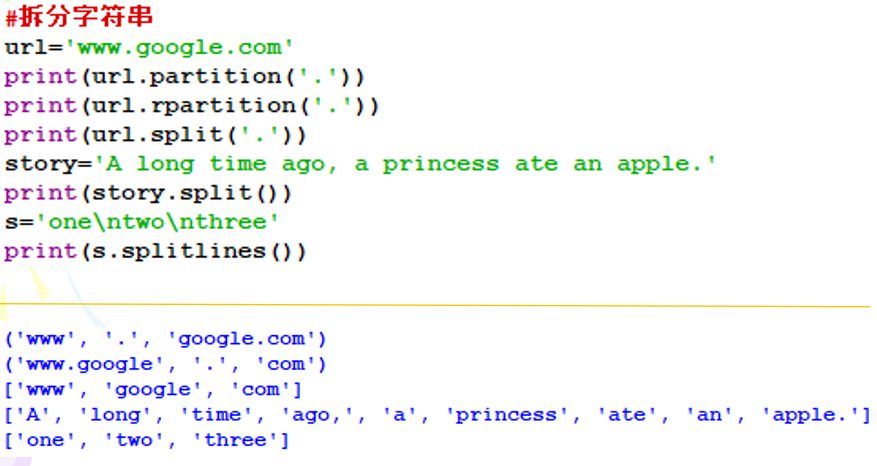 #拆分字符串
url='www.google.com'
print(url.partition('.'))
print(url.rpartition('.'))
print(url.split('.'))
story='A long time ago, a princess ate an apple.'
print(story.split())
s='one\ntwo\nthree'
print(s.splitlines())
('www', '.', 'google.com')
('www.google', '.', 'com')
['www', 'google', 'com']
['A', 'long', 'time', 'ago,', 'a', 'princess', 'ate', 'an', 'apple.']
['one', 'two', 'three']